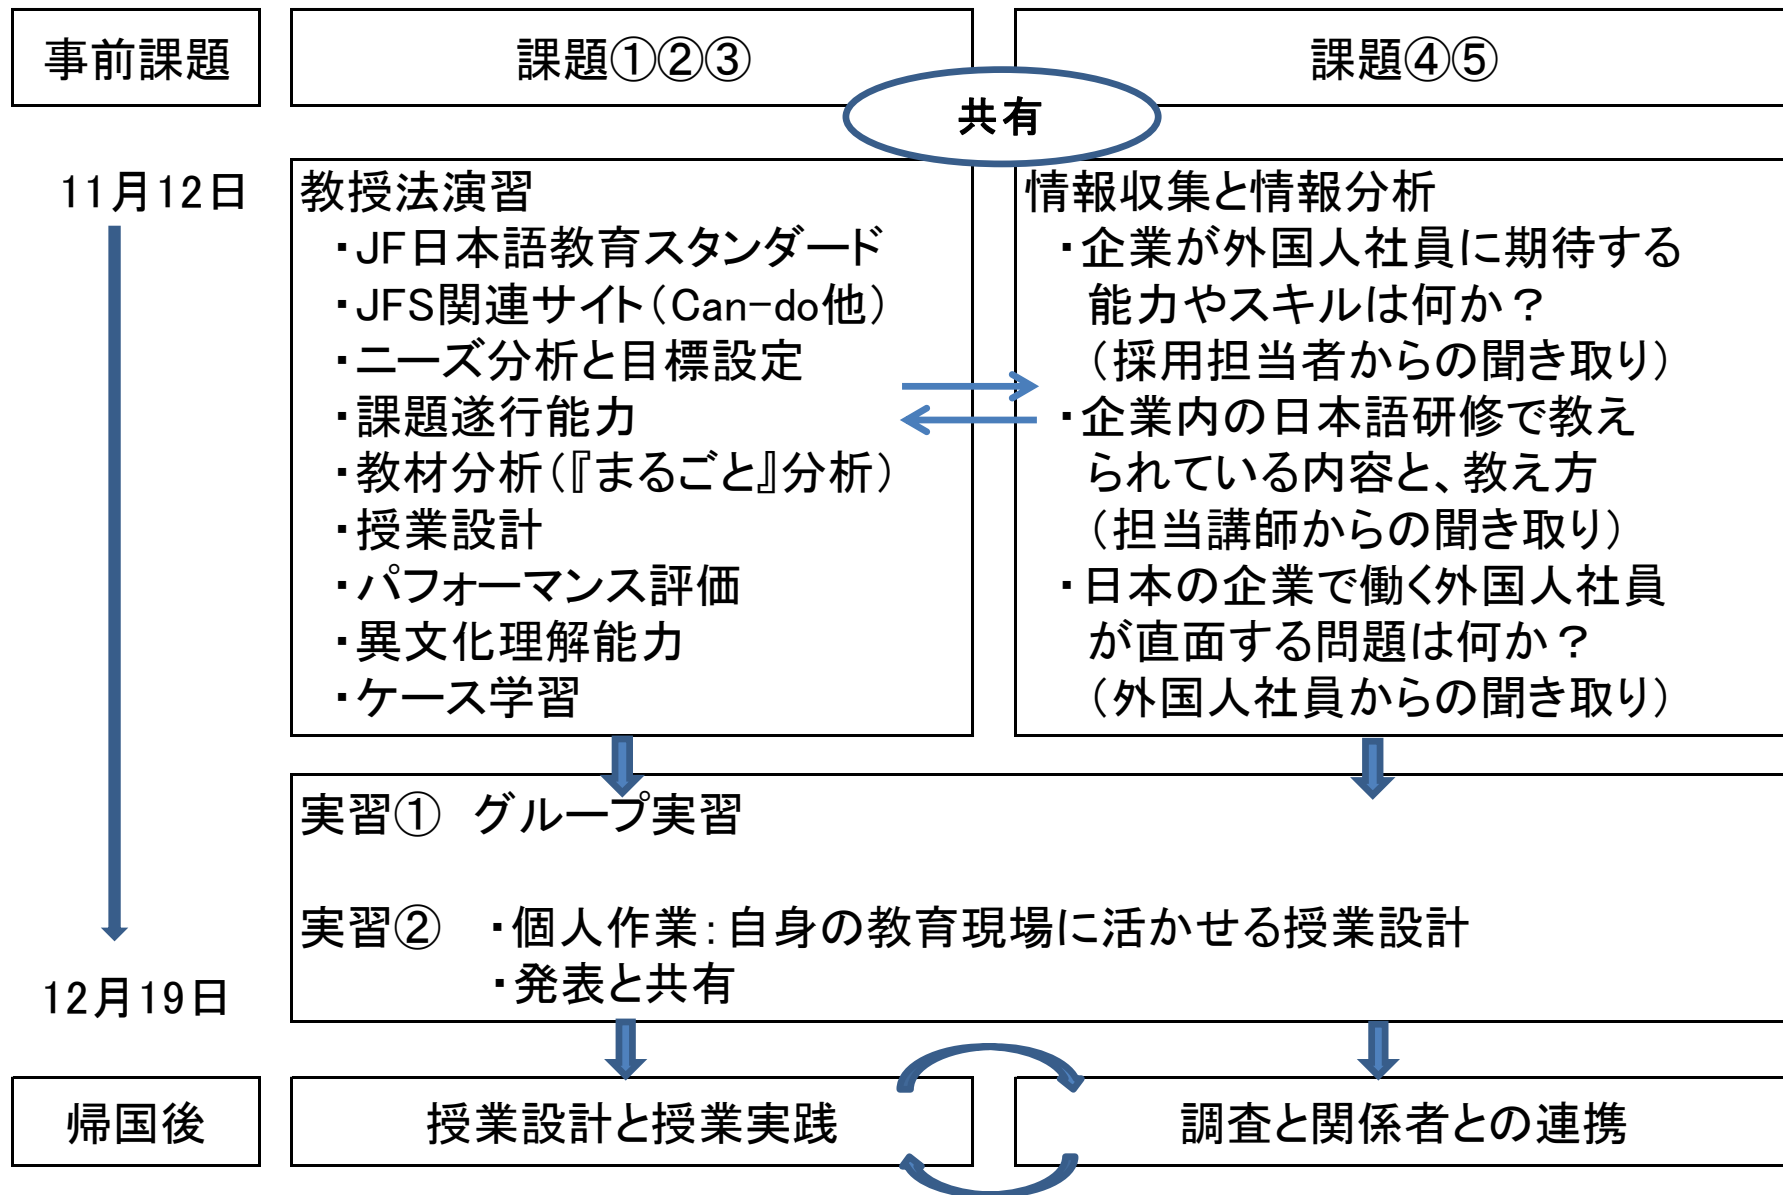 事前課題
課題①②③
課題④⑤
共有
11月12日
教授法演習
・JF日本語教育スタンダード
・JFS関連サイト（Can-do他）
・ニーズ分析と目標設定
・課題遂行能力
・教材分析（『まるごと』分析）
・授業設計
・パフォーマンス評価
・異文化理解能力
・ケース学習
情報収集と情報分析
・企業が外国人社員に期待する
能力やスキルは何か？
（採用担当者からの聞き取り）
・企業内の日本語研修で教え
られている内容と、教え方
（担当講師からの聞き取り）
・日本の企業で働く外国人社員
が直面する問題は何か？
（外国人社員からの聞き取り）
実習①　グループ実習
実習②　・個人作業：自身の教育現場に活かせる授業設計
・発表と共有
12月19日
帰国後
授業設計と授業実践
調査と関係者との連携